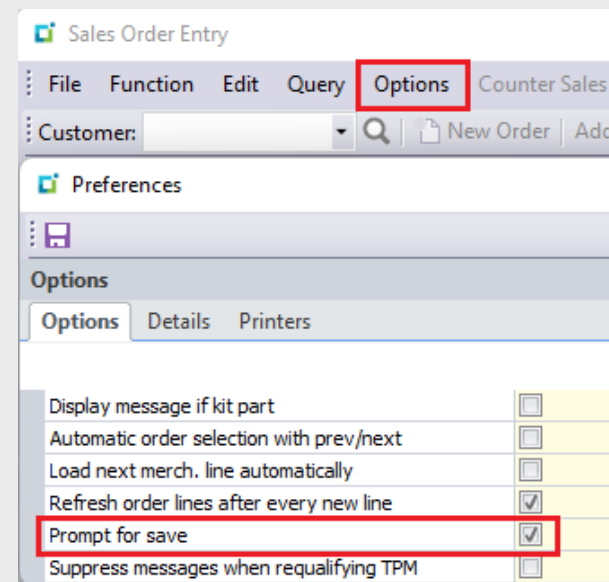 Sales Order Entry
File Function Edit Query Options Counter Sales
Customer: New Order
Preferences
Options
Options Details Printers
Display message if kit part
Automatic order selection with prev/next
Load next merch. line automatically
Refresh order lines after every new line
Prompt for save
Suppress messages when requalifying TPM